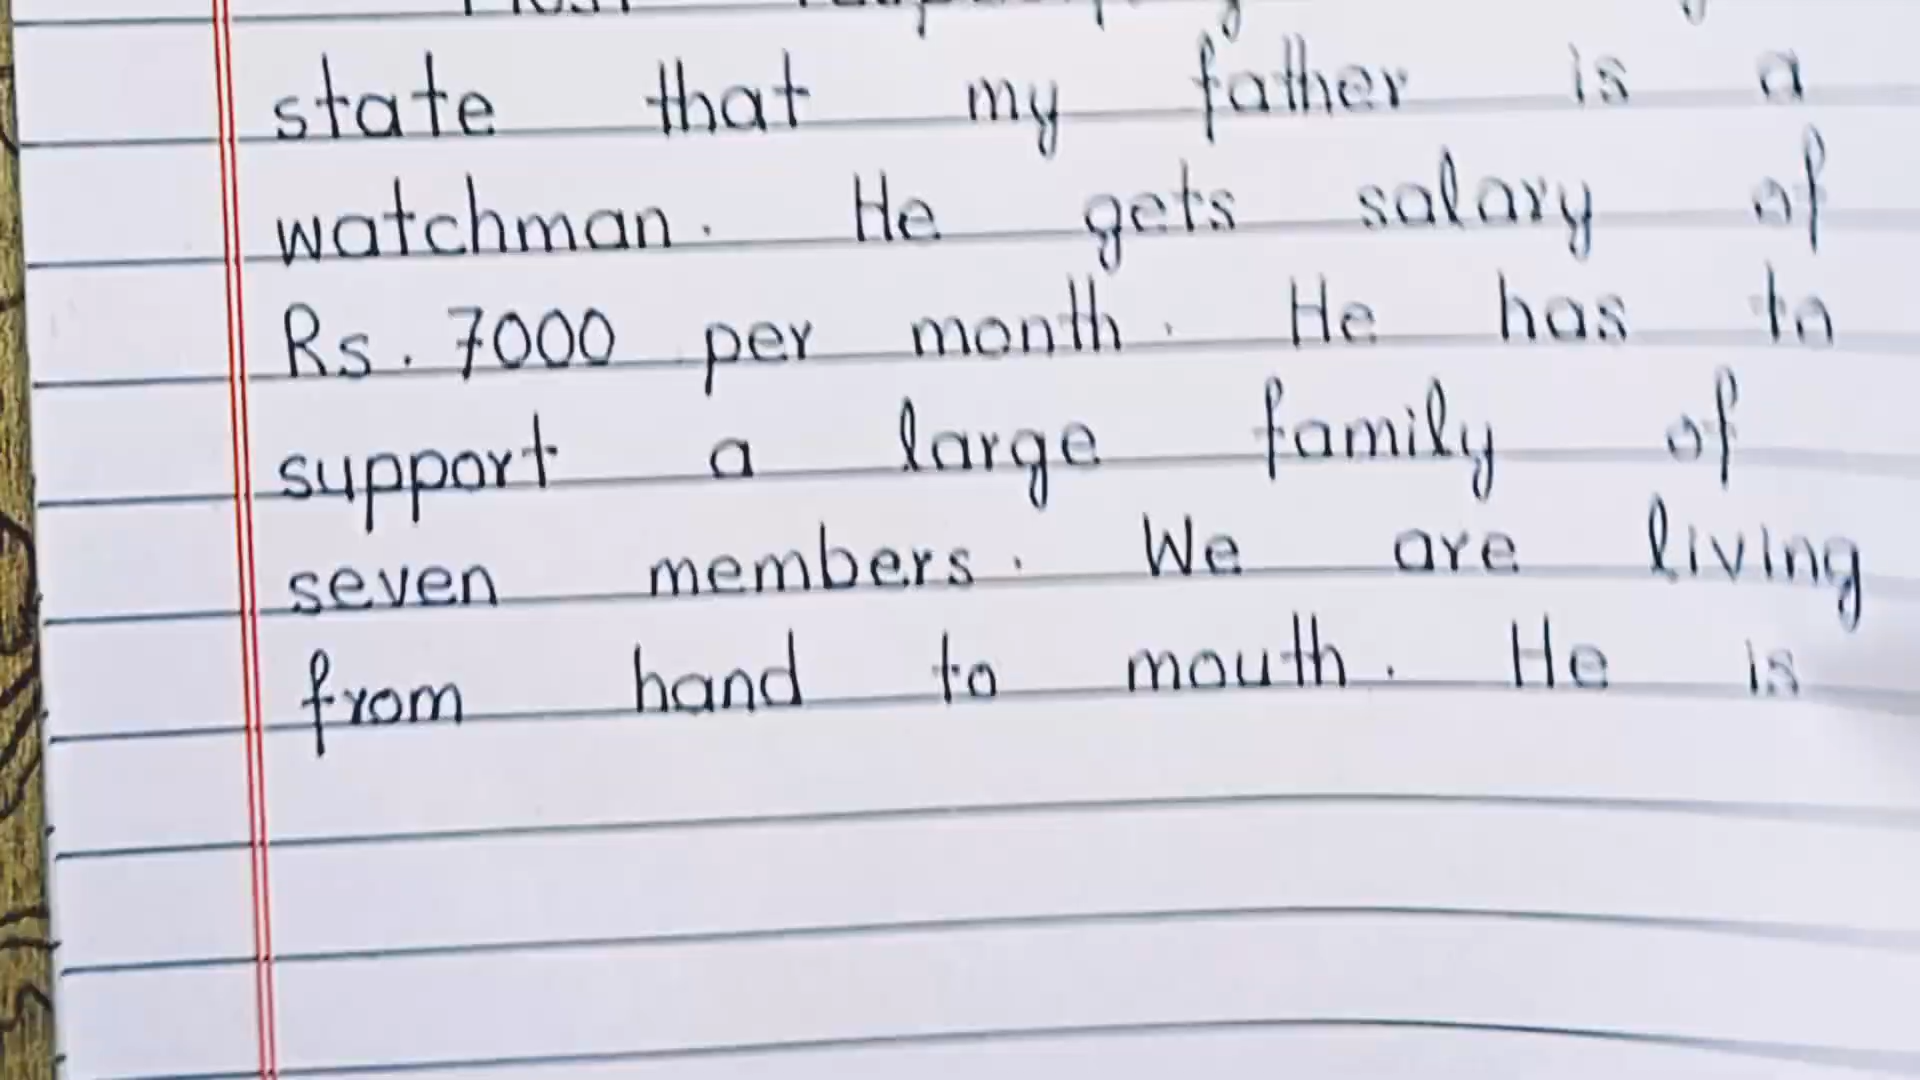 state that my father is a
watchman. He gets salary of
Rs. 7000 per month. He has to
support a large family of
seven members. We are living
from hand to mouth. He is